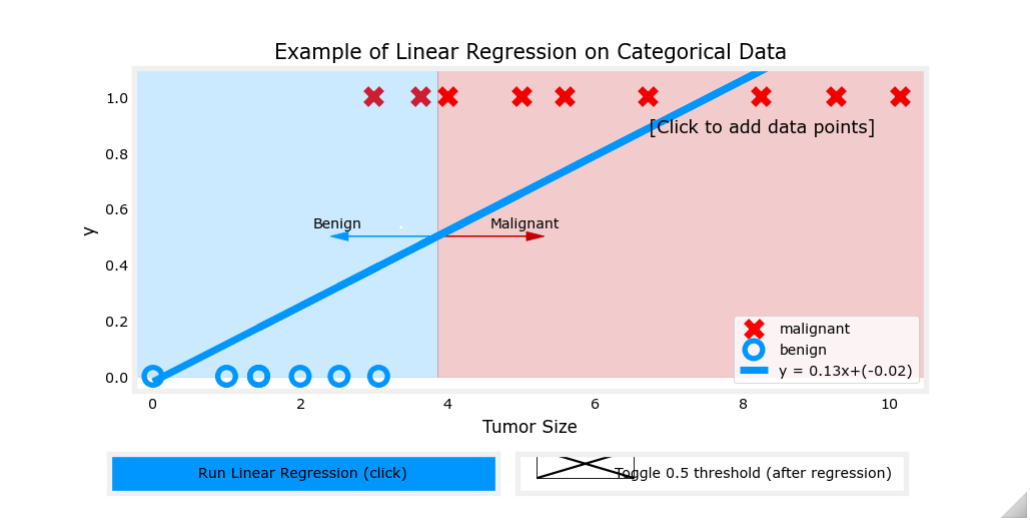 Example of Linear Regression on Categorical Data
1.0
[Click to add data points]
0.8
0.6
Benign
Malignant
y
0.4
0.2
malignant
benign
0.0
y = 0.13x+(-0.02)
0
2
4
6
8
10
Tumor Size
Run Linear Regression (click)
Toggle 0.5 threshold (after regression)